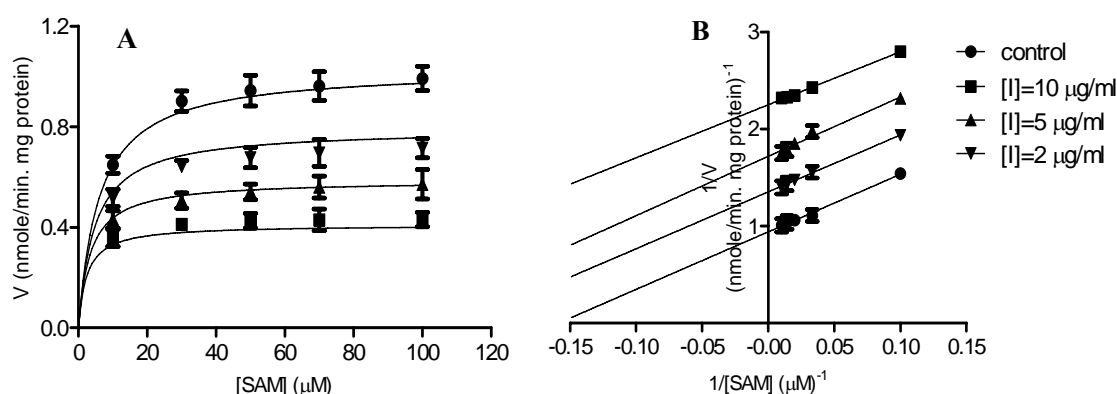 A
V (nmole/min. mg protein)
1.2
0.8
0.4
0.0
0 20 40 60 80 100 120
[SAM] (μM)
B
1/V
(nmole/min. mg protein)⁻¹
3
2
1
-0.15 -0.10 -0.05 -0.00 0.05 0.10 0.15
1/[SAM] (μM)⁻¹
control
[I]=10 μg/ml
[I]=5 μg/ml
[I]=2 μg/ml